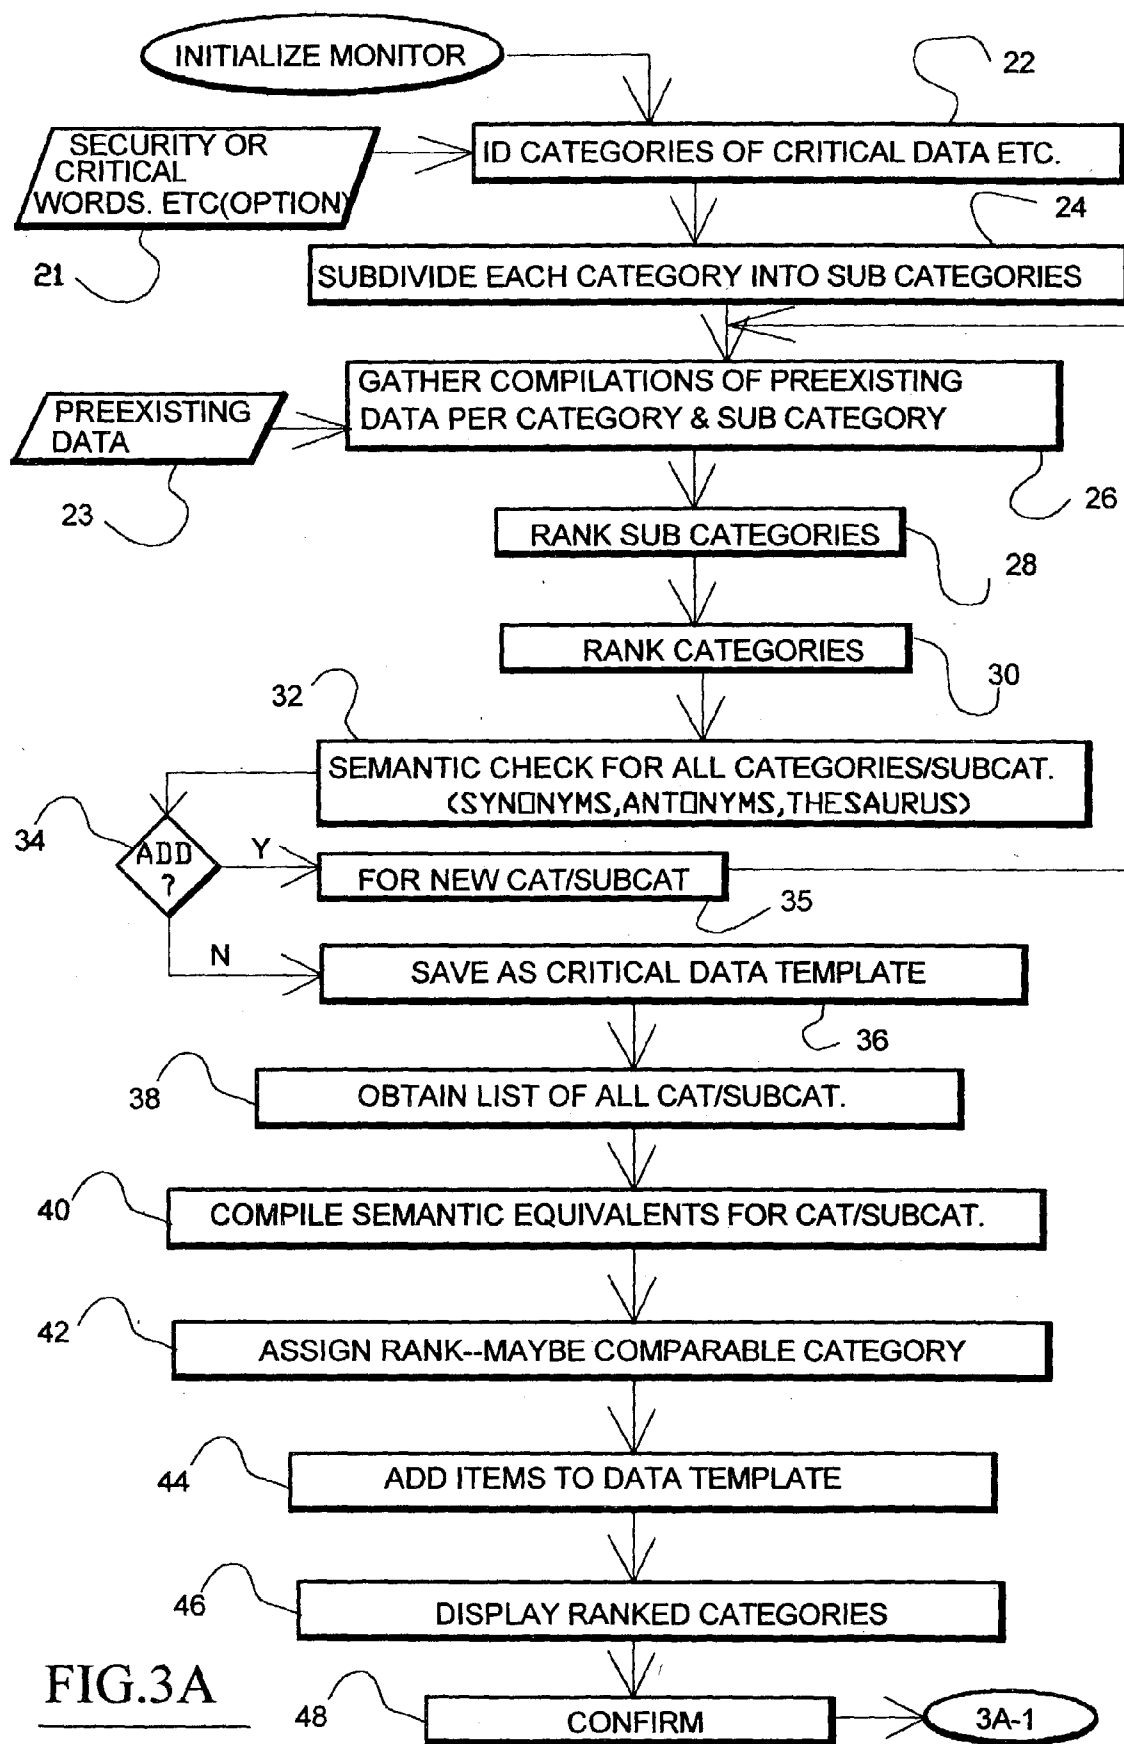 INITIALIZE MONITOR
22
SECURITY OR
CRITICAL
WORDS. ETC(OPTION)
ID CATEGORIES OF CRITICAL DATA ETC.
24
21
SUBDIVIDE EACH CATEGORY INTO SUB CATEGORIES
GATHER COMPILATIONS OF PREEXISTING
DATA PER CATEGORY & SUB CATEGORY
PREEXISTING
DATA
23
26
RANK SUB CATEGORIES
28
RANK CATEGORIES
30
32
SEMANTIC CHECK FOR ALL CATEGORIES/SUBCAT.
(SYNONYMS,ANTONYMS,THESAURUS)
34
ADD
?
Y
FOR NEW CAT/SUBCAT
35
N
SAVE AS CRITICAL DATA TEMPLATE
36
38
OBTAIN LIST OF ALL CAT/SUBCAT.
40
COMPILE SEMANTIC EQUIVALENTS FOR CAT/SUBCAT.
42
ASSIGN RANK--MAYBE COMPARABLE CATEGORY
44
ADD ITEMS TO DATA TEMPLATE
46
DISPLAY RANKED CATEGORIES
FIG.3A
48
CONFIRM
3A-1